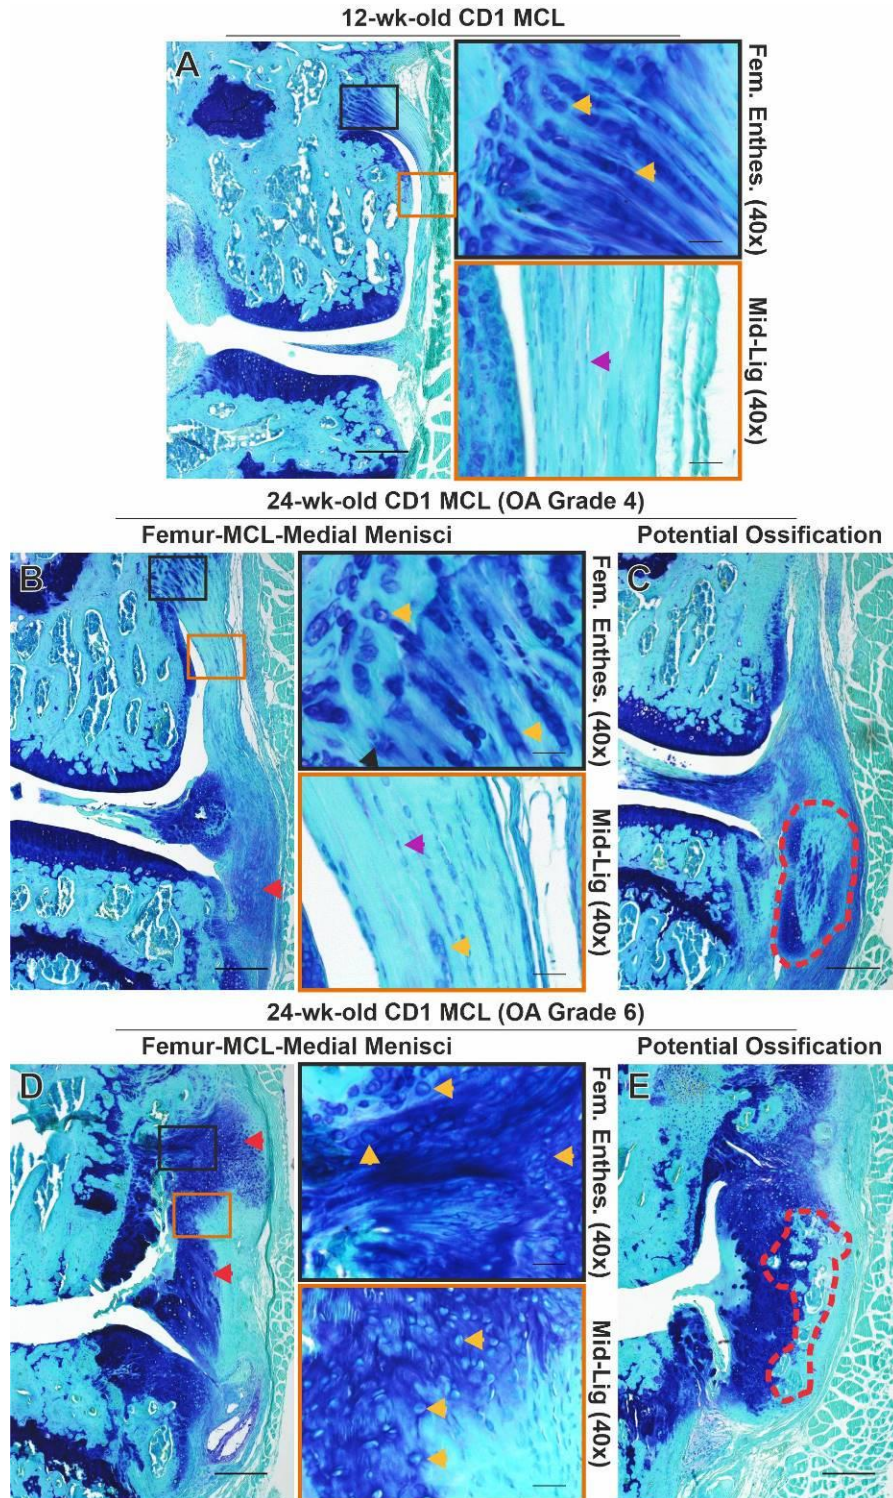 12-wk-old CD1 MCL
A
Fem. Enthes. (40x)
Mid-Lig (40x)
24-wk-old CD1 MCL (OA Grade 4)
Femur-MCL-Medial Menisci
Potential Ossification
B
Fem. Enthes. (40x)
Mid-Lig (40x)
C
24-wk-old CD1 MCL (OA Grade 6)
Femur-MCL-Medial Menisci
Potential Ossification
D
Fem. Enthes. (40x)
Mid-Lig (40x)
E